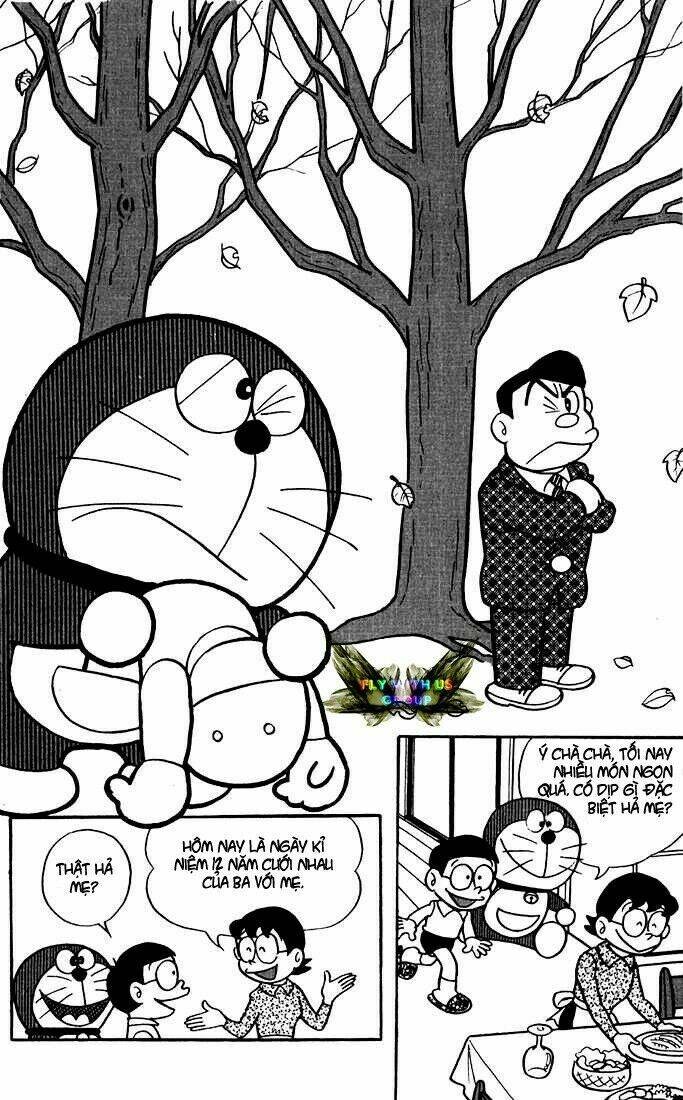 FLY WITH US
GROUP
Ý CHÀ CHÀ, TỐI NAY
NHIỀU MÓN NGON
QUÁ. CÓ DỊP GÌ ĐẶC
BIỆT HẢ MẸ?
HÔM NAY LÀ NGÀY KỈ
NIỆM 12 NĂM CƯỚI NHAU
CỦA BA VỚI MẸ.
THẬT HẢ
MẸ?